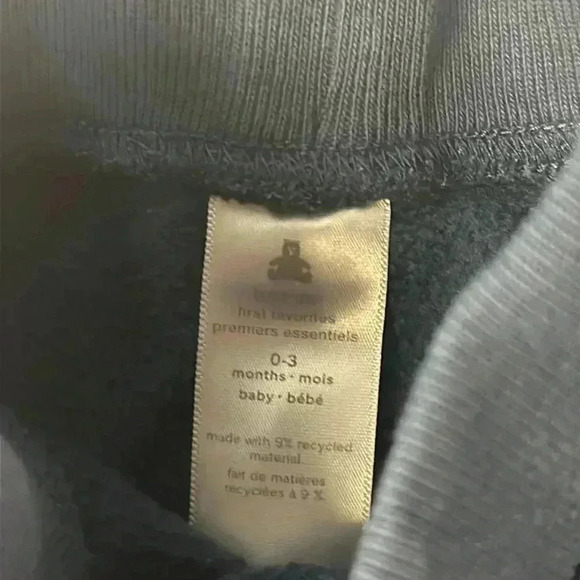 first favorites
premiers essentiels
0-3
months • mois
baby • bébé
made with 9% recycled
material.
fait de matières
recyclées à 9 %.